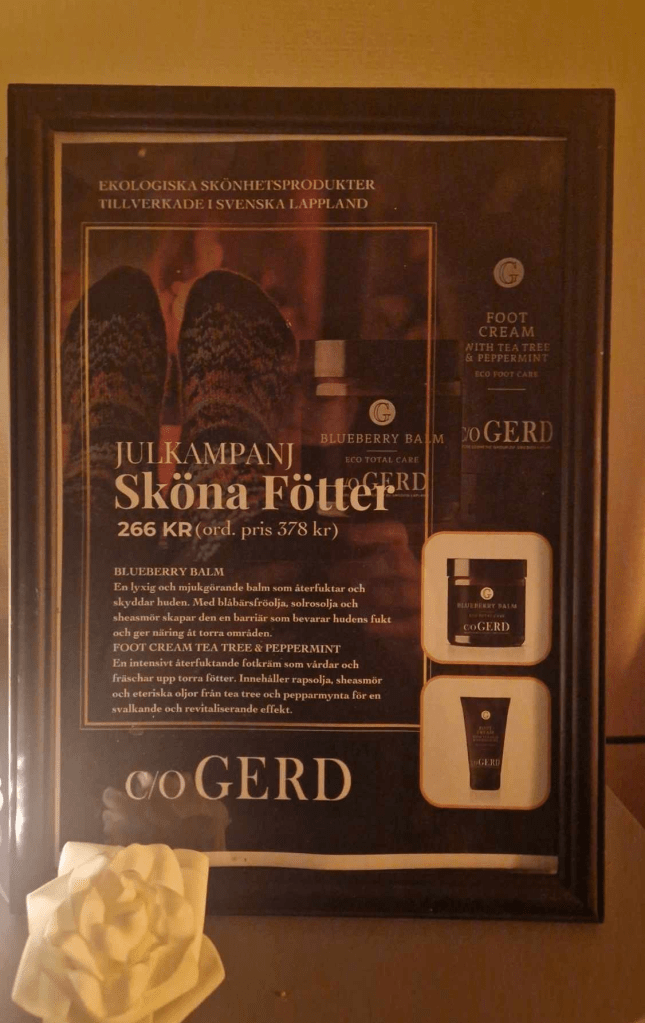 EKOLOGISKA SKÖNHETSPRODUKTER
TILLVERKADE I SVENSKA LAPPLAND
G
FOOT
CREAM
WITH TEA TREE
& PEPPERMINT
ECO FOOT CARE
c/o GERD
G
BLUEBERRY BALM
ECO TOTAL CARE
c/o GERD
JULKAMPANJ
Sköna Fötter
266 KR (ord. pris 378 kr)
BLUEBERRY BALM
En lyxig och mjukgörande balm som återfuktar och
skyddar huden. Med blåbärsfröolja, solrosolja och
sheasmör skapar den en barriär som bevarar hudens fukt
och ger näring åt torra områden.
FOOT CREAM TEA TREE & PEPPERMINT
En intensivt återfuktande fotkräm som vårdar och
fräschar upp torra fötter. Innehåller rapsolja, sheasmör
och eteriska oljor från tea tree och pepparmynta för en
svalkande och revitaliserande effekt.
G
BLUEBERRY BALM
c/o GERD
G
FOOT
CREAM
c/o GERD
c/o GERD